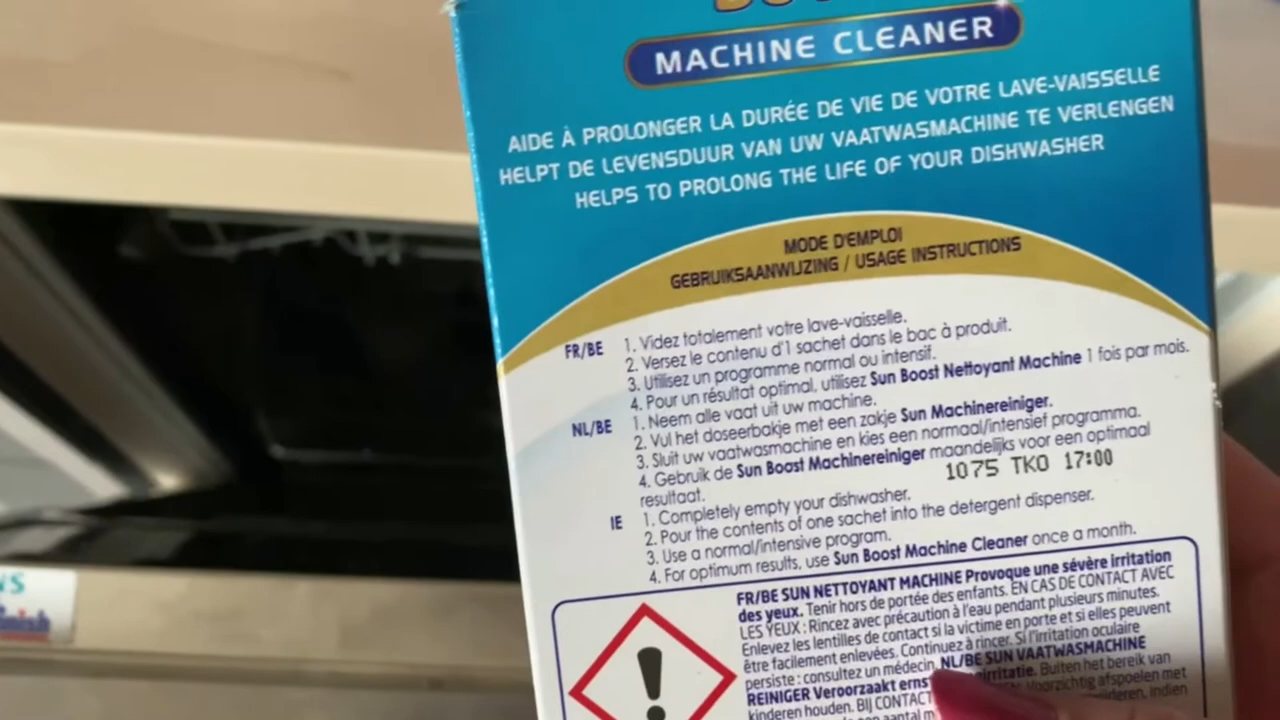 MACHINE CLEANER
AIDE À PROLONGER LA DURÉE DE VIE DE VOTRE LAVE-VAISSELLE
HELPT DE LEVENSDUUR VAN UW VAATWASMACHINE TE VERLENGEN
HELPS TO PROLONG THE LIFE OF YOUR DISHWASHER
MODE D'EMPLOI
GEBRUIKSAANWIJZING / USAGE INSTRUCTIONS
FR/BE 1. Videz totalement votre lave-vaisselle.
2. Versez le contenu d'1 sachet dans le bac à produit.
3. Utilisez un programme normal ou intensif.
4. Pour un résultat optimal, utilisez Sun Boost Nettoyant Machine 1 fois par mois.
NL/BE 1. Neem alle vaat uit uw machine.
2. Vul het doseerbakje met een zakje Sun Machinereiniger.
3. Sluit uw vaatwasmachine en kies een normaal/intensief programma.
4. Gebruik de Sun Boost Machinereiniger maandelijks voor een optimaal
resultaat.
1075 TKO 17:00
IE 1. Completely empty your dishwasher.
2. Pour the contents of one sachet into the detergent dispenser.
3. Use a normal/intensive program.
4. For optimum results, use Sun Boost Machine Cleaner once a month.
FR/BE SUN NETTOYANT MACHINE Provoque une sévère irritation
des yeux. Tenir hors de portée des enfants. EN CAS DE CONTACT AVEC
LES YEUX : Rincez avec précaution à l'eau pendant plusieurs minutes.
Enlevez les lentilles de contact si la victime en porte et si elles peuvent
être facilement enlevées. Continuez à rincer. Si l'irritation oculaire
persiste : consultez un médecin. NL/BE SUN VAATWASMACHINE
REINIGER Veroorzaakt Buiten het bereik van
kinderen houden. BIJ CONTACT Voorzichtig afspoelen met
een aantal indien
finish